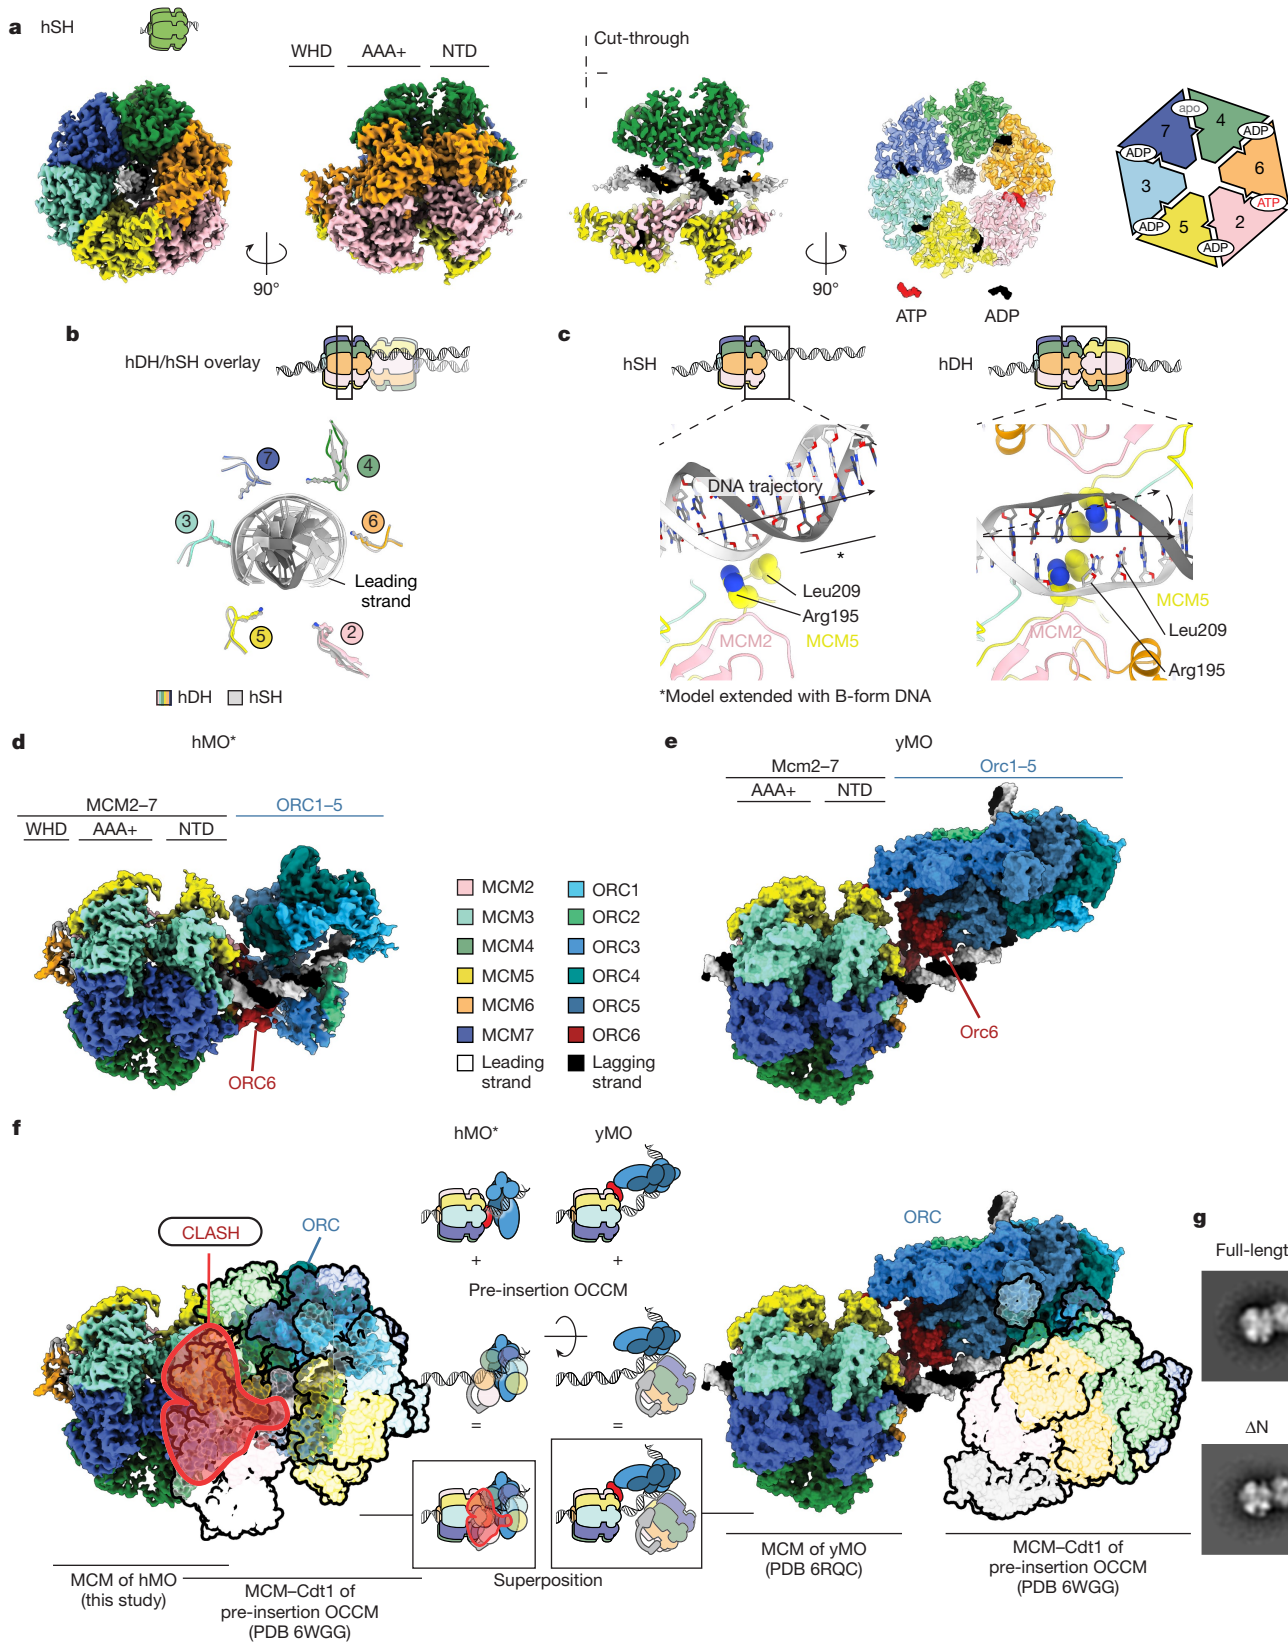 a
hSH
WHD
AAA+
NTD
Cut-through
90°
90°
ATP
ADP
apo
7
4
ADP
ADP
3
6
ATP
ADP
5
2
ADP
b
hDH/hSH overlay
7
4
3
6
Leading
strand
5
2
hDH
hSH
c
hSH
hDH
DNA trajectory
*
Leu209
Arg195
MCM2
MCM5
MCM5
Leu209
MCM2
Arg195
*Model extended with B-form DNA
d
hMO*
MCM2–7
ORC1–5
WHD
AAA+
NTD
ORC6
MCM2
MCM3
MCM4
MCM5
MCM6
MCM7
Leading
strand
ORC1
ORC2
ORC3
ORC4
ORC5
ORC6
Lagging
strand
e
yMO
Mcm2–7
Orc1–5
AAA+
NTD
Orc6
f
hMO*
yMO
CLASH
ORC
+
+
Pre-insertion OCCM
=
=
Superposition
ORC
MCM of hMO
(this study)
MCM–Cdt1 of
pre-insertion OCCM
(PDB 6WGG)
MCM of yMO
(PDB 6RQC)
MCM–Cdt1 of
pre-insertion OCCM
(PDB 6WGG)
g
Full-lengt
ΔN